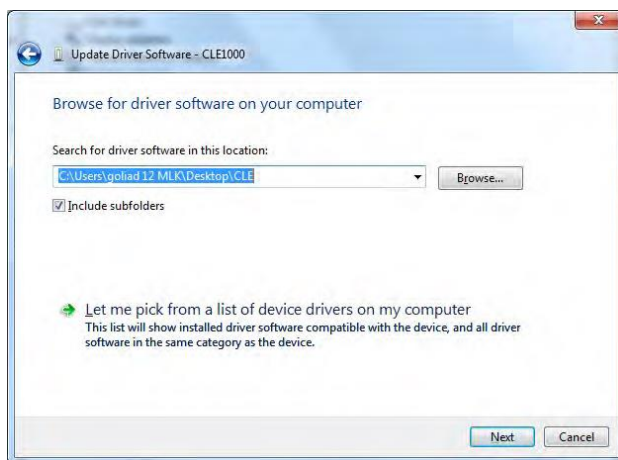 Update Driver Software - CLE1000
Browse for driver software on your computer
Search for driver software in this location:
C:\Users\goliad 12 MLK\Desktop\CLE
Browse...
Include subfolders
Let me pick from a list of device drivers on my computer
This list will show installed driver software compatible with the device, and all driver
software in the same category as the device.
Next Cancel